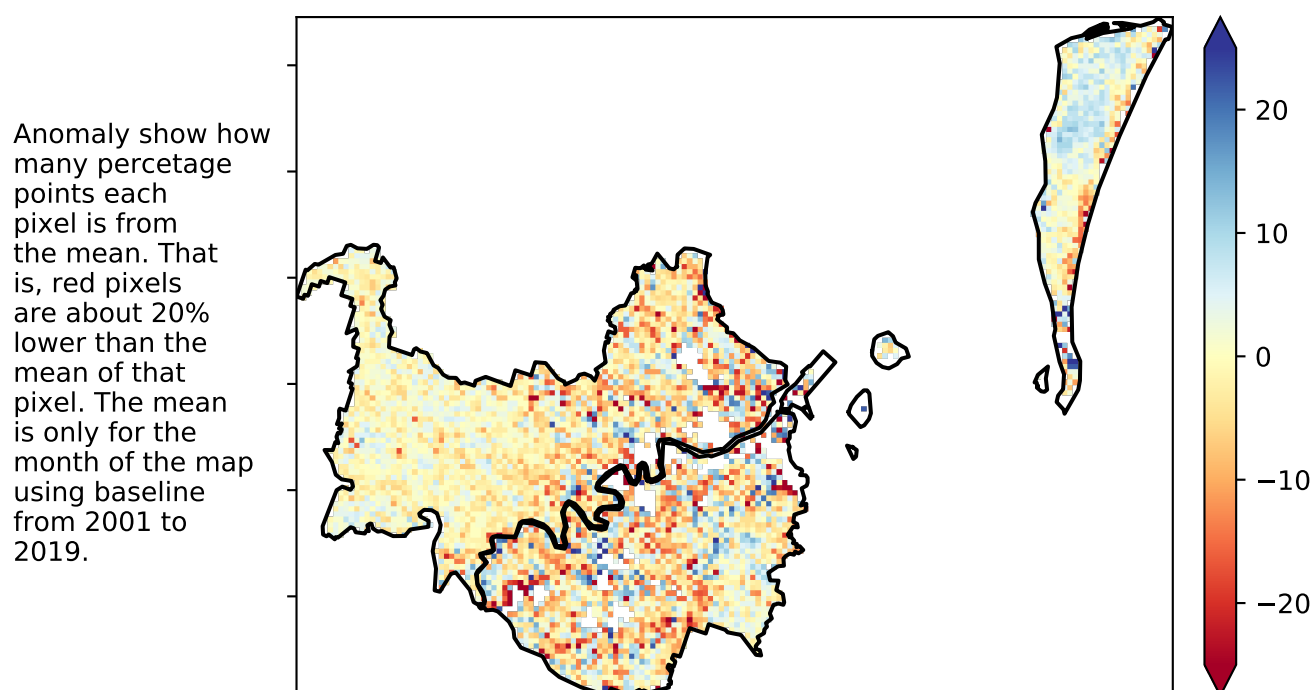 Anomaly show how
many percetage
points each
pixel is from
the mean. That
is, red pixels
are about 20%
lower than the
mean of that
pixel. The mean
is only for the
month of the map
using baseline
from 2001 to
2019.
20
10
0
−10
−20